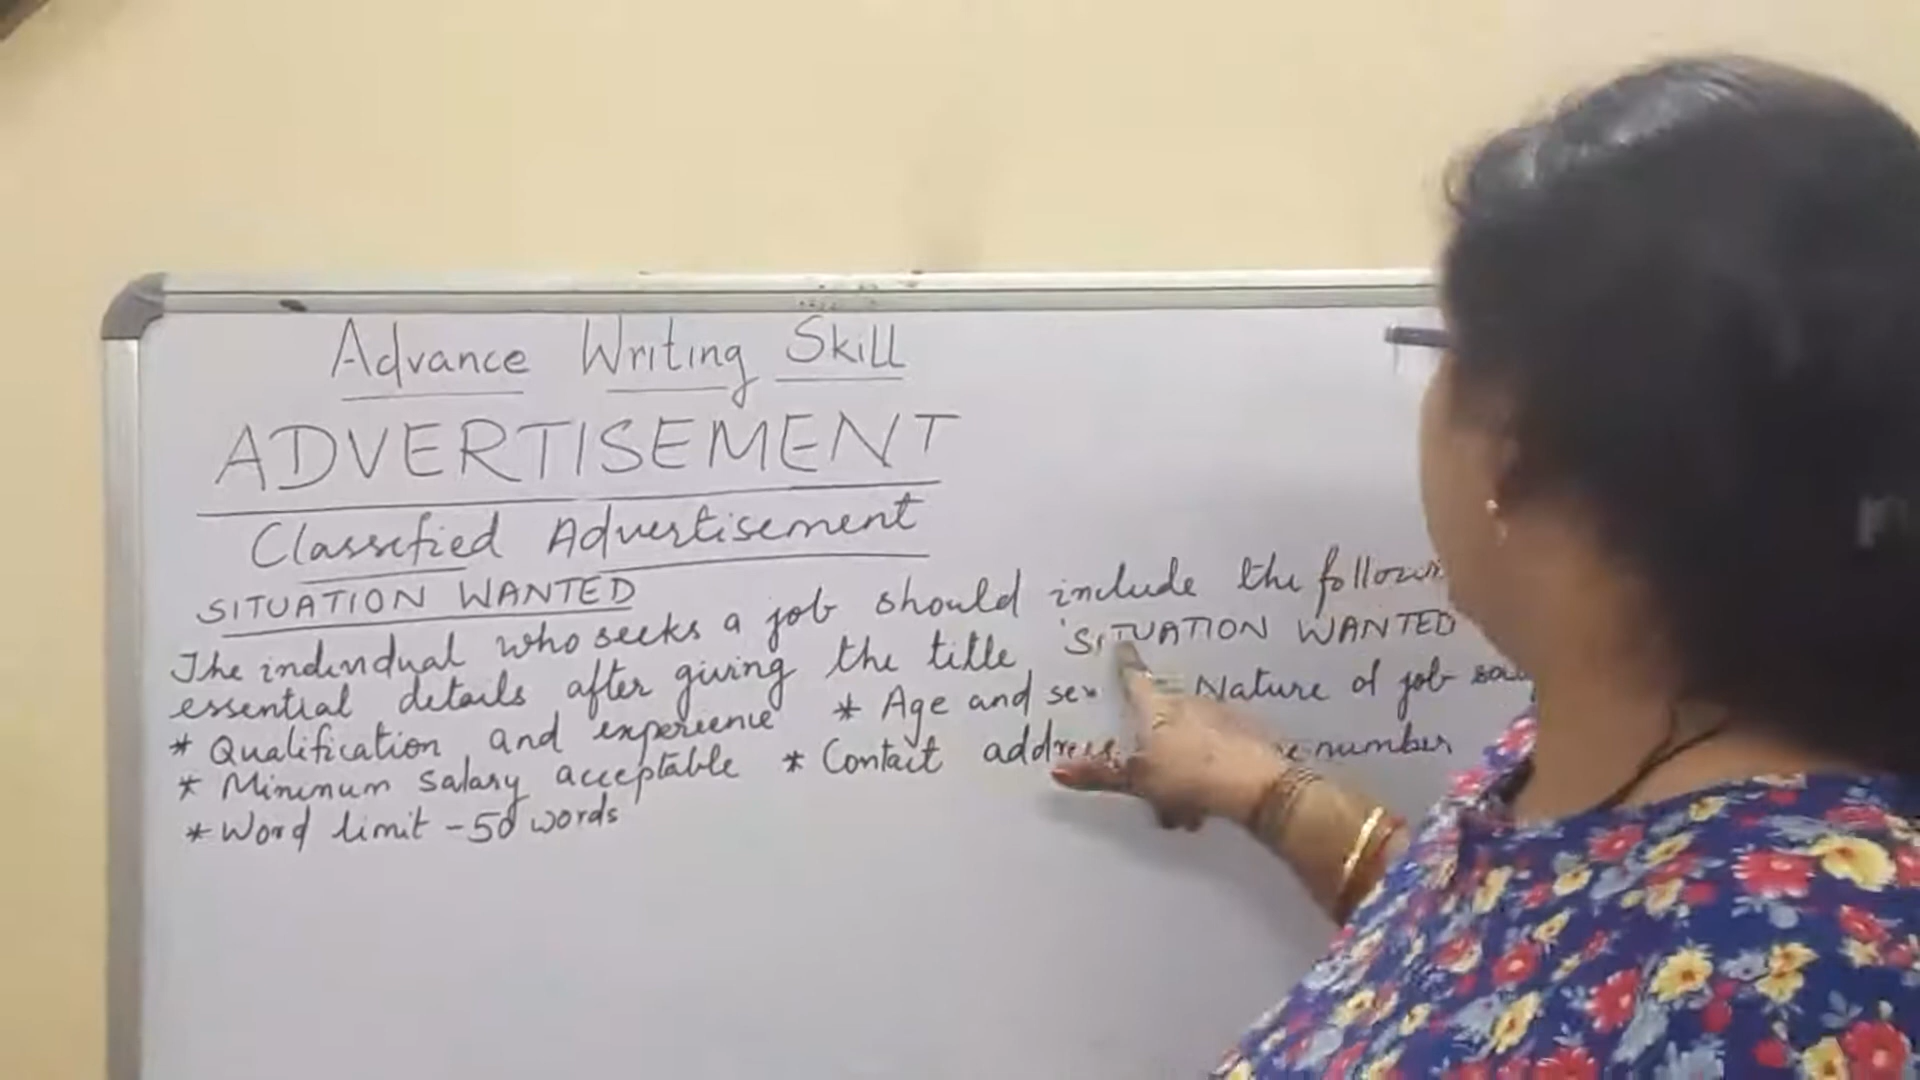 Advance Writing Skill
ADVERTISEMENT
Classified Advertisement
SITUATION WANTED
The individual who seeks a job should include the
essential details after giving the title 'SITUATION WANTED
* Qualification and experience * Age and sex Nature of job
* Minimum salary acceptable * Contact address number
* Word limit - 50 words